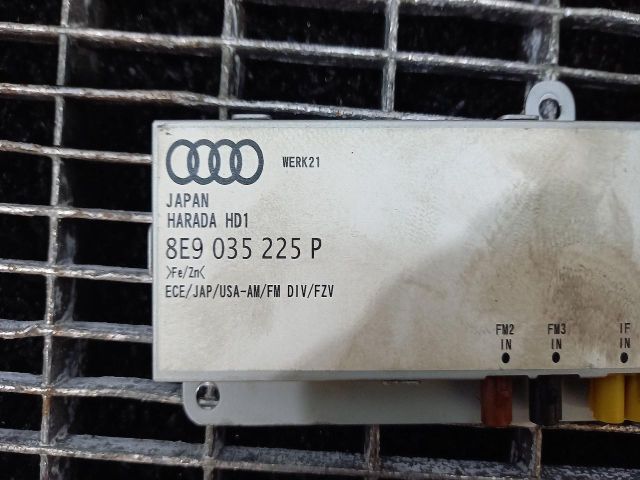 WERK21
JAPAN
HARADA HD1
8E9 035 225 P
>Fe/Zn<
ECE/JAP/USA-AM/FM DIV/FZV
FM2 FM3 IF
IN IN IN